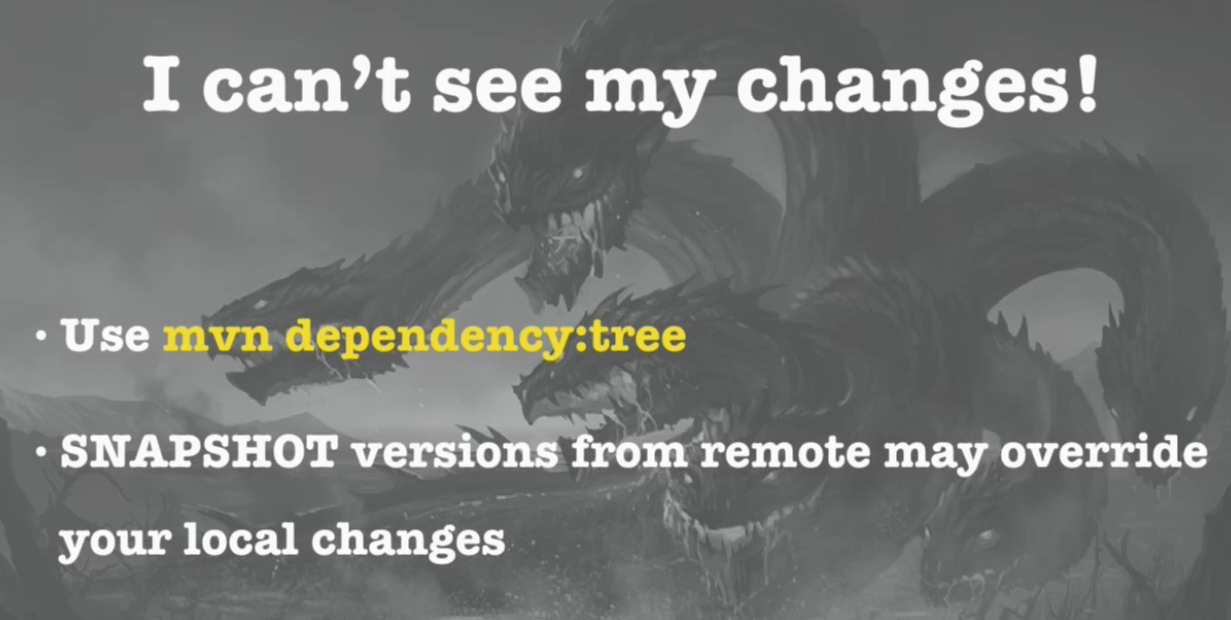 I can’t see my changes!
• Use mvn dependency:tree
• SNAPSHOT versions from remote may override
your local changes